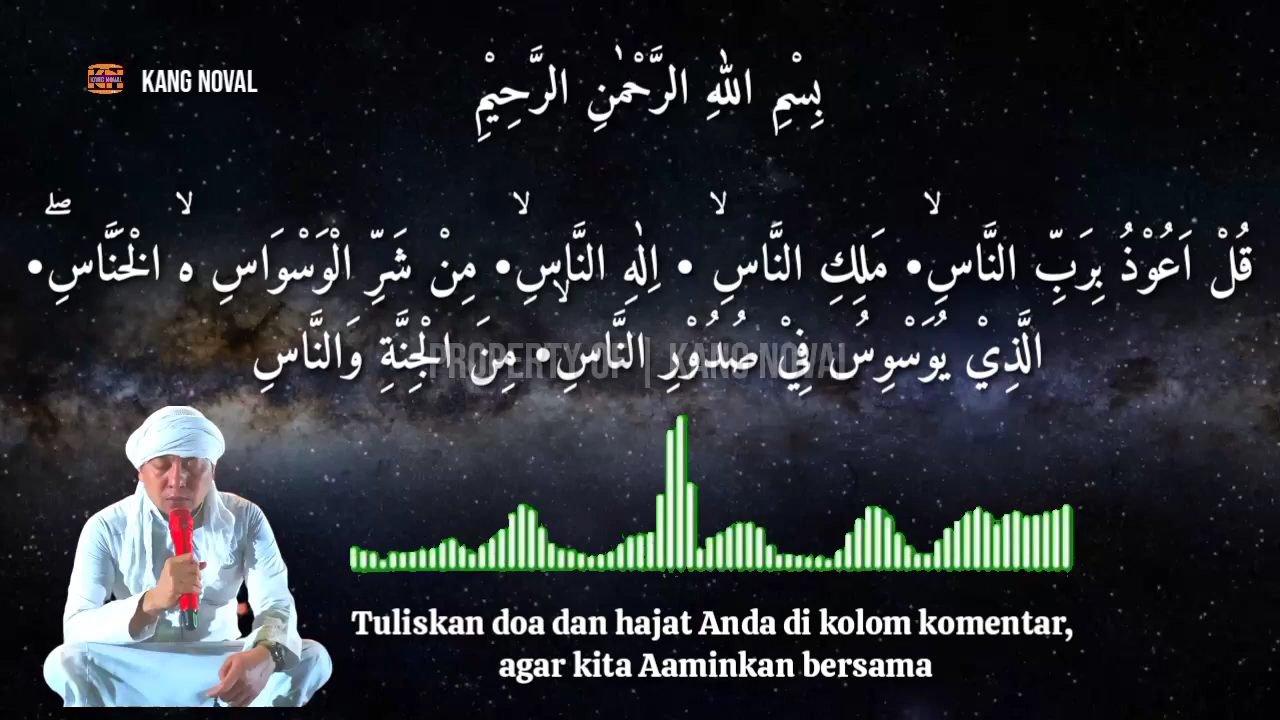 KANG NOVAL
بِسْمِ اللهِ الرَّحْمٰنِ الرَّحِيْمِ
قُلْ اَعُوْذُ بِرَبِّ النَّاسِۙ • مَلِكِ النَّاسِۙ • اِلٰهِ النَّاسِۙ • مِنْ شَرِّ الْوَسْوَاسِ ەۙ الْخَنَّاسِۖ •
الَّذِيْ يُوَسْوِسُ فِيْ صُدُوْرِ النَّاسِۙ • مِنَ الْجِنَّةِ وَالنَّاسِ
PROPERTY OF | KANG NOVAL
Tuliskan doa dan hajat Anda di kolom komentar,
agar kita Aaminkan bersama